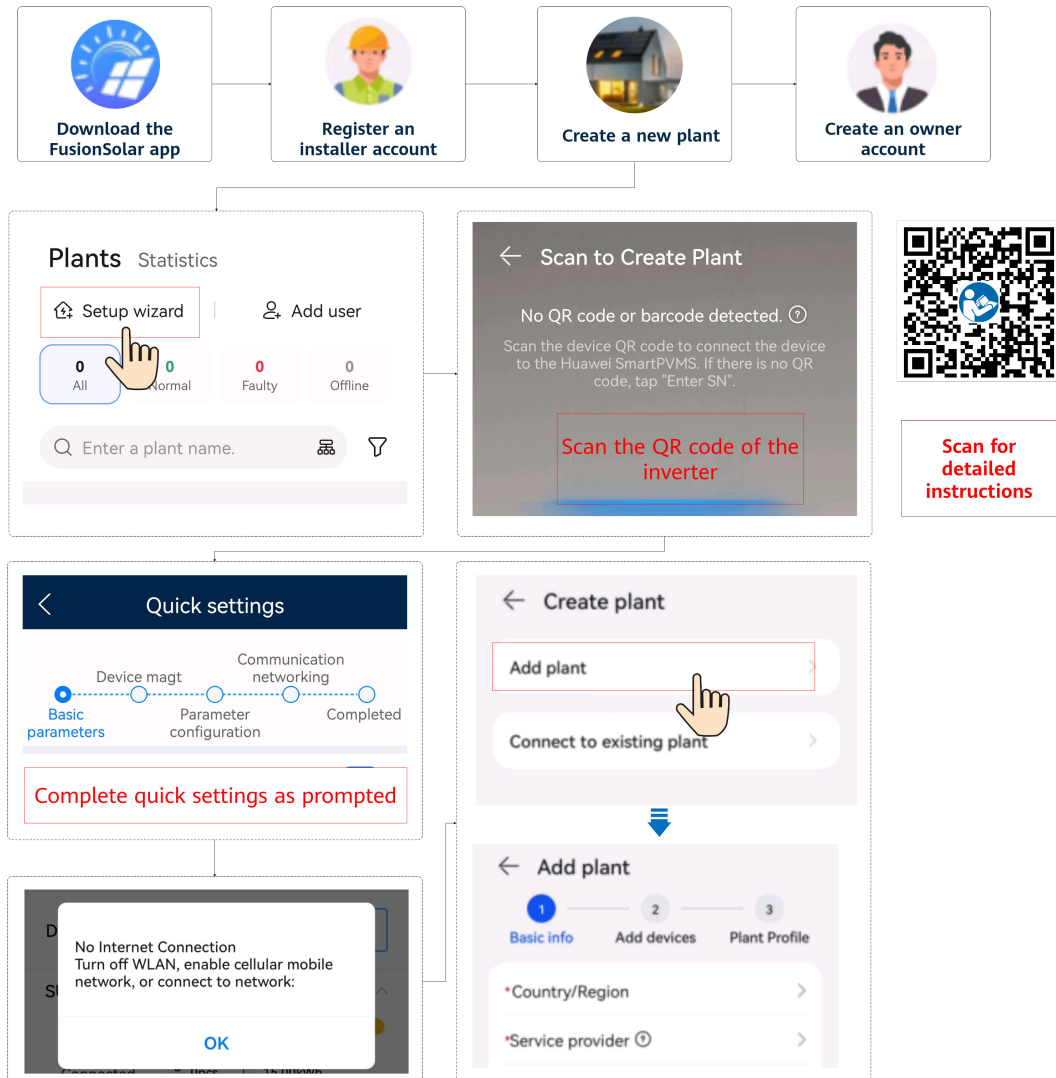 Download the
FusionSolar app
Register an
installer account
Create a new plant
Create an owner
account
Plants Statistics
Setup wizard
Add user
0
All
0
Normal
0
Faulty
0
Offline
Enter a plant name.
Scan to Create Plant
No QR code or barcode detected.
Scan the device QR code to connect the device
to the Huawei SmartPVMS. If there is no QR
code, tap "Enter SN".
Scan the QR code of the
inverter
Scan for
detailed
instructions
Quick settings
Basic
parameters
Device magt
Parameter
configuration
Communication
networking
Completed
Complete quick settings as prompted
No Internet Connection
Turn off WLAN, enable cellular mobile
network, or connect to network:
OK
Connected
0pcs
15.00kWh
Create plant
Add plant
Connect to existing plant
Add plant
1
Basic info
2
Add devices
3
Plant Profile
*Country/Region
*Service provider